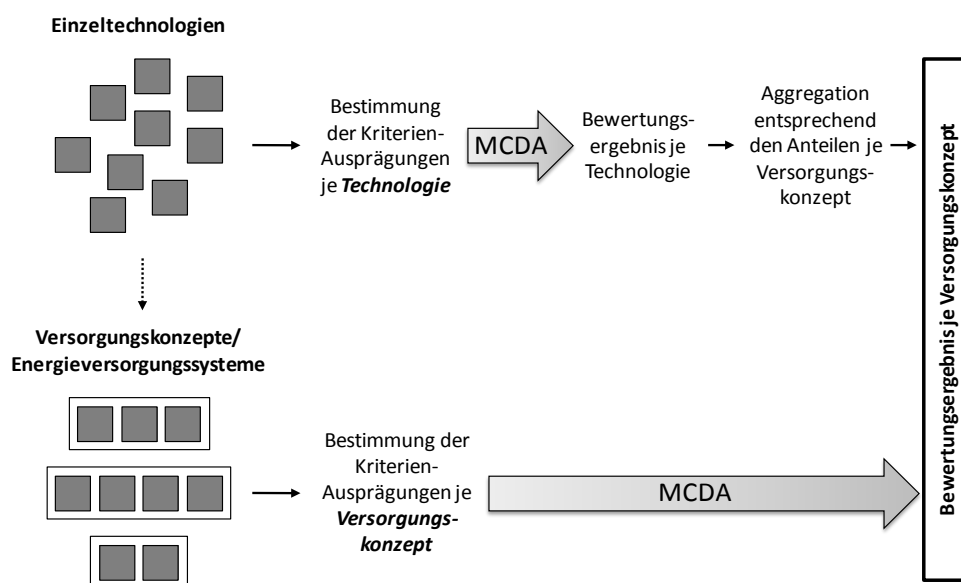 Einzeltechnologien
Bestimmung
der Kriterien-
Ausprägungen
je Technologie
MCDA
Bewertungs-
ergebnis je
Technologie
Aggregation
entsprechend
den Anteilen je
Versorgungs-
konzept
Bewertungsergebnis je Versorgungskonzept
Versorgungskonzepte/
Energieversorgungssysteme
Bestimmung der
Kriterien-
Ausprägungen je
Versorgungs-
konzept
MCDA